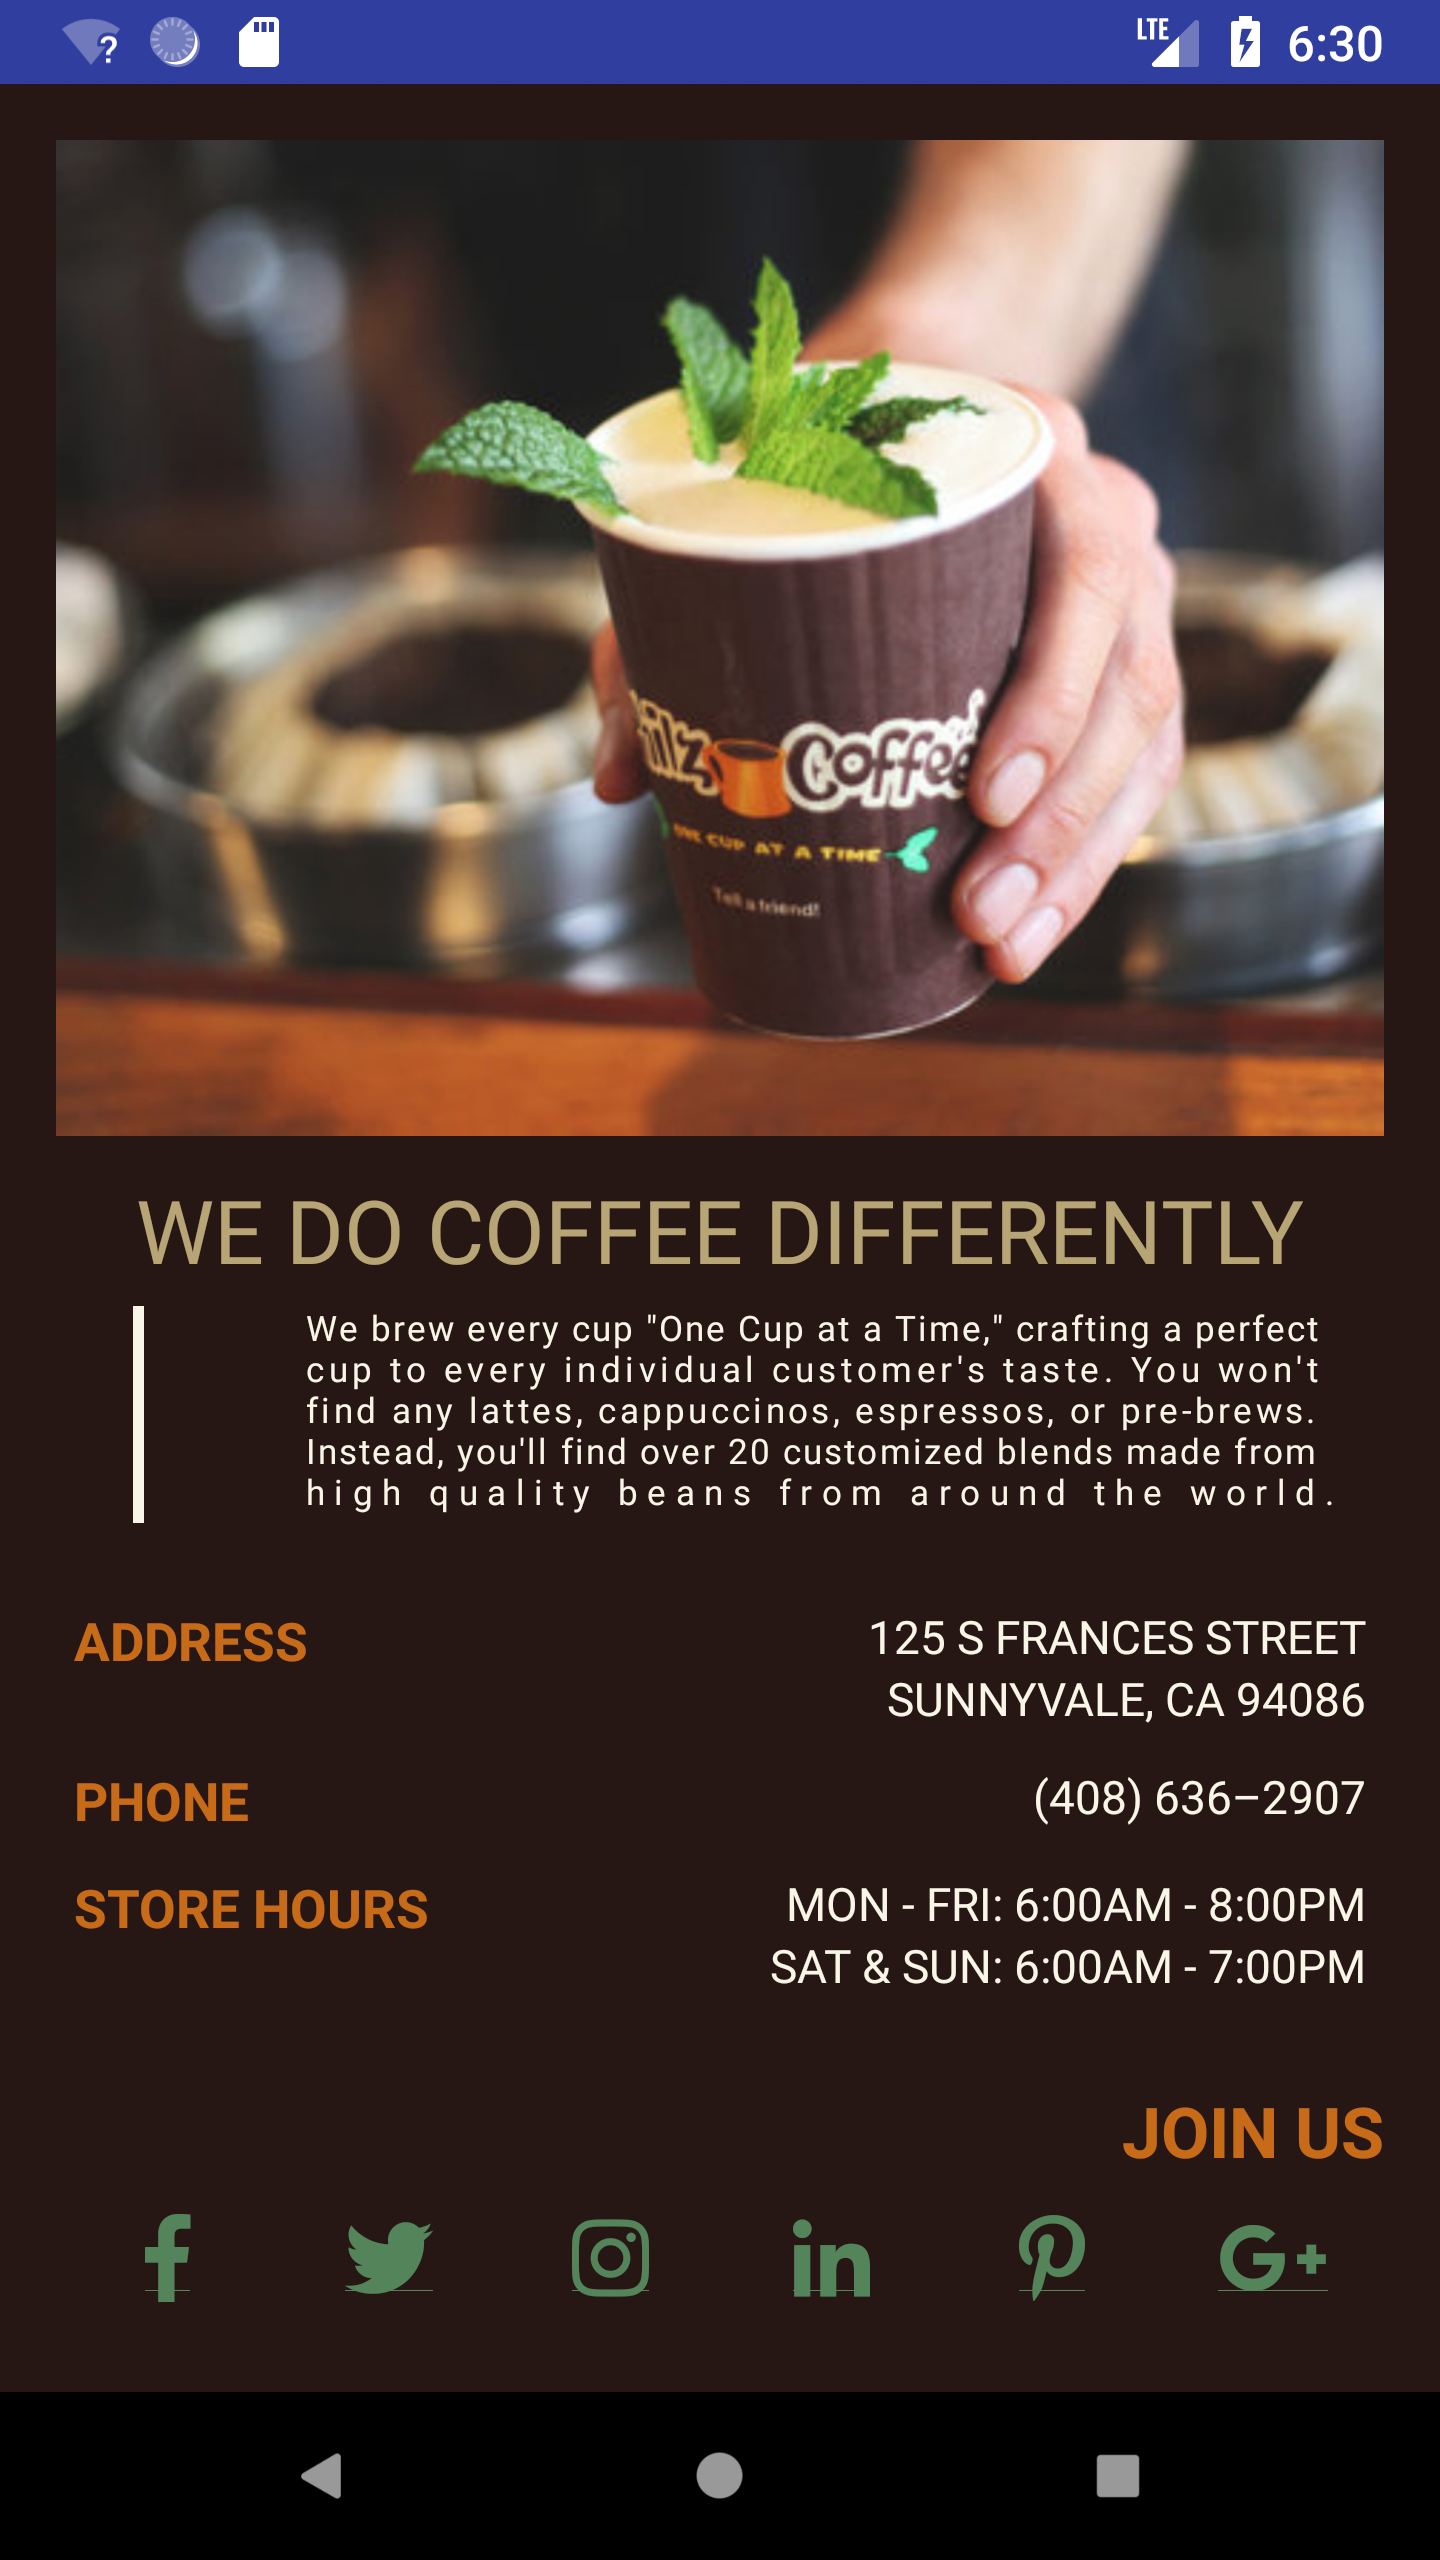 LTE 6:30
ilz Coffee
ONE CUP AT A TIME
Tell a friend!
WE DO COFFEE DIFFERENTLY
We brew every cup "One Cup at a Time," crafting a perfect
cup to every individual customer's taste. You won't
find any lattes, cappuccinos, espressos, or pre-brews.
Instead, you'll find over 20 customized blends made from
high quality beans from around the world.
ADDRESS
125 S FRANCES STREET
SUNNYVALE, CA 94086
PHONE
(408) 636–2907
STORE HOURS
MON - FRI: 6:00AM - 8:00PM
SAT & SUN: 6:00AM - 7:00PM
JOIN US